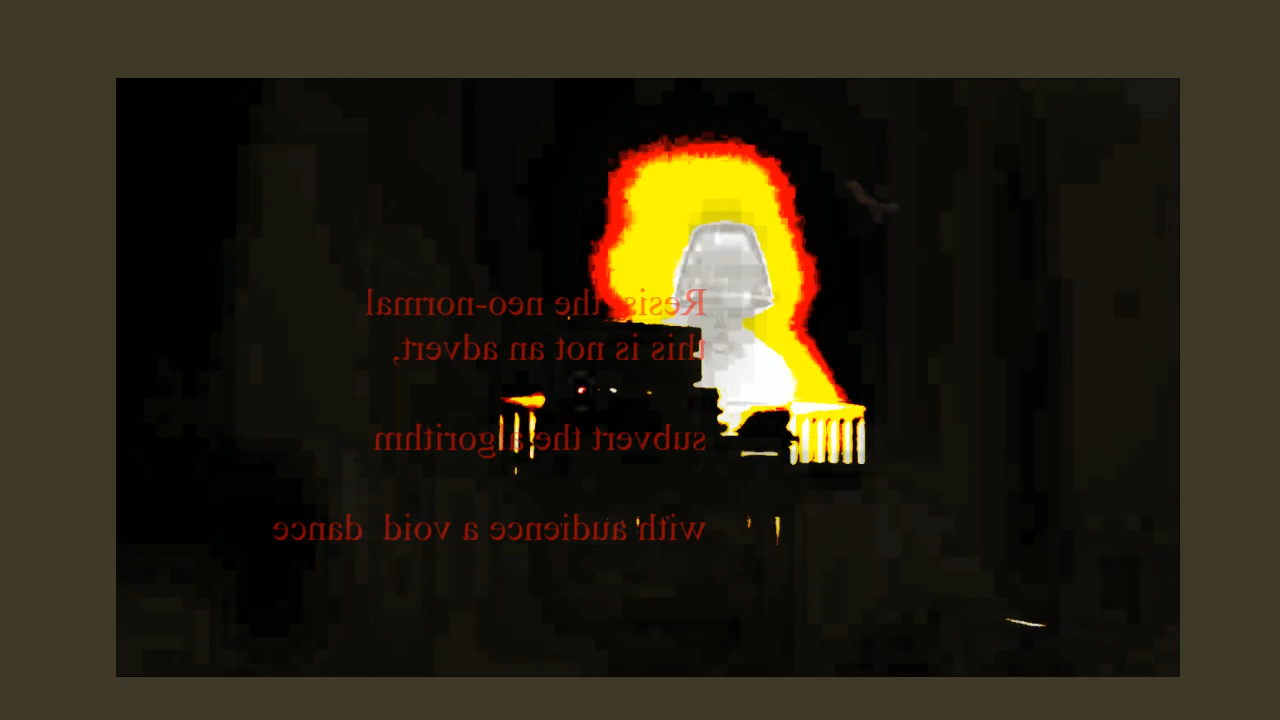 Resist the neo-normal
this is not an advert,
subvert the algorithm
with audience a void dance